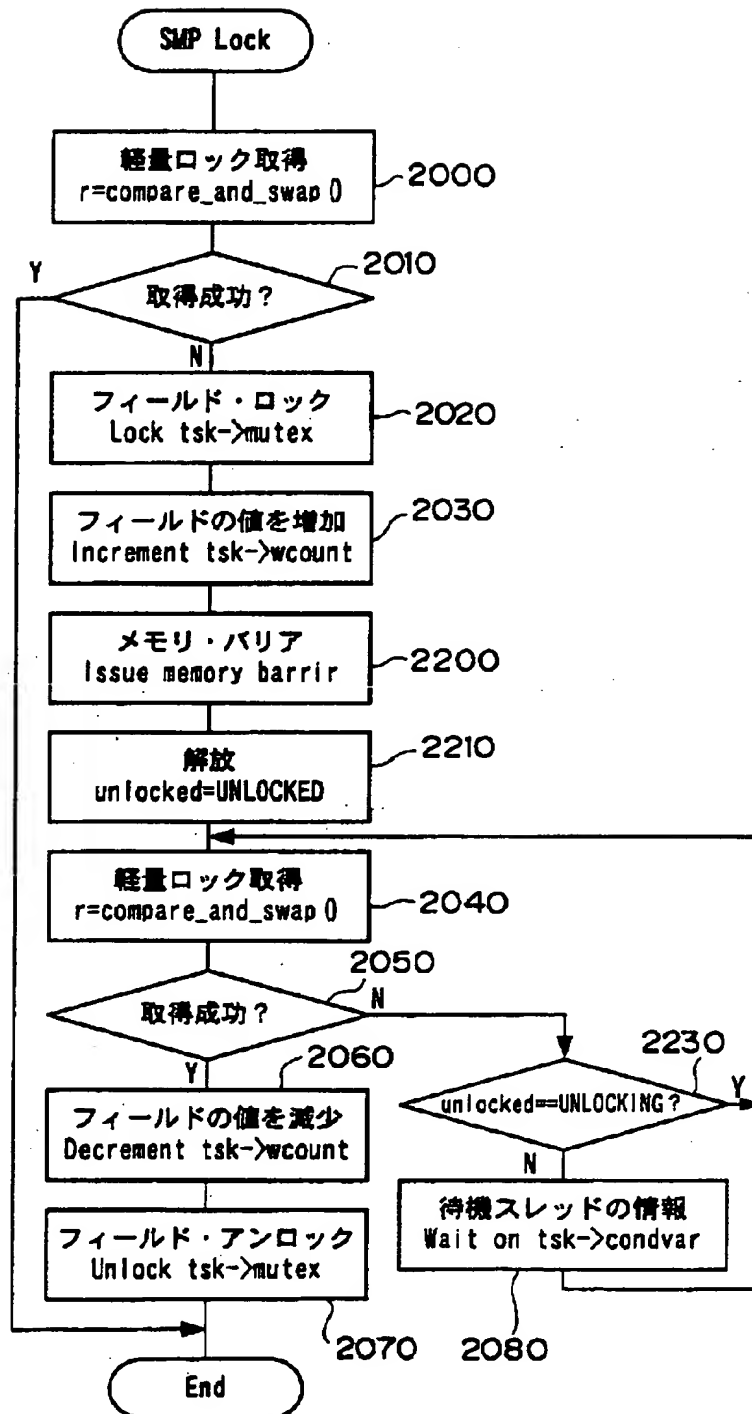 SMP Lock
軽量ロック取得
r=compare_and_swap()
2000
Y
2010
取得成功?
N
フィールド・ロック
Lock tsk->mutex
2020
フィールドの値を増加
Increment tsk->wcount
2030
メモリ・バリア
Issue memory barrir
2200
解放
unlocked=UNLOCKED
2210
軽量ロック取得
r=compare_and_swap()
2040
2050
取得成功?
N
Y
2060
2230
unlocked==UNLOCKING?
Y
フィールドの値を減少
Decrement tsk->wcount
N
待機スレッドの情報
Wait on tsk->condvar
フィールド・アンロック
Unlock tsk->mutex
2070
2080
End